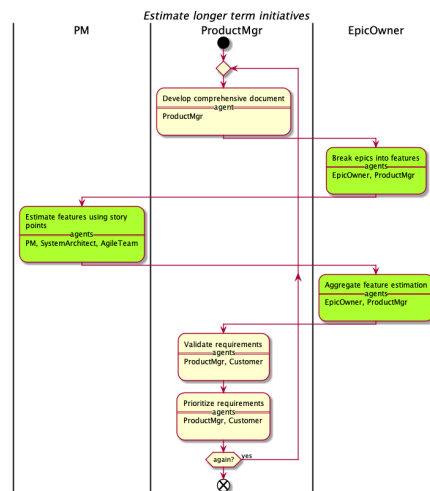 Estimate longer term initiatives
PM
ProductMgr
EpicOwner
Develop comprehensive document
agent
ProductMgr
Break epics into features
agents
EpicOwner, ProductMgr
Estimate features using story
points
agents
PM, SystemArchitect, AgileTeam
Aggregate feature estimation
agents
EpicOwner, ProductMgr
Validate requirements
agents
ProductMgr, Customer
Prioritize requirements
agents
ProductMgr, Customer
again?
yes